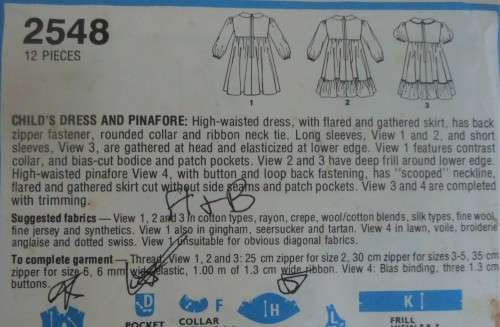 2548
12 PIECES
1 2 3
CHILD'S DRESS AND PINAFORE: High-waisted dress, with flared and gathered skirt, has back
zipper fastener, rounded collar and ribbon neck tie. Long sleeves, View 1 and 2, and short
sleeves, View 3, are gathered at head and elasticized at lower edge. View 1 features contrast
collar, and bias-cut bodice and patch pockets. View 2 and 3 have deep frill around lower edge.
High-waisted pinafore View 4, with button and loop back fastening, has "scooped" neckline,
flared and gathered skirt cut without side seams and patch pockets. View 3 and 4 are completed
with trimming.
A+B
Suggested fabrics — View 1, 2 and 3 in cotton types, rayon, crepe, wool/cotton blends, silk types, fine wool,
fine jersey and synthetics. View 1 also in gingham, seersucker and tartan. View 4 in lawn, voile, broiderie
anglaise and dotted swiss. View 1 unsuitable for obvious diagonal fabrics.
To complete garment — Thread, View 1, 2 and 3: 25 cm zipper for size 2, 30 cm zipper for sizes 3-5, 35 cm
zipper for size 6, 6 mm wide elastic, 1.00 m of 1.3 cm wide ribbon. View 4: Bias binding, three 1.3 cm
buttons.
D F H K
POCKET COLLAR L FRILL